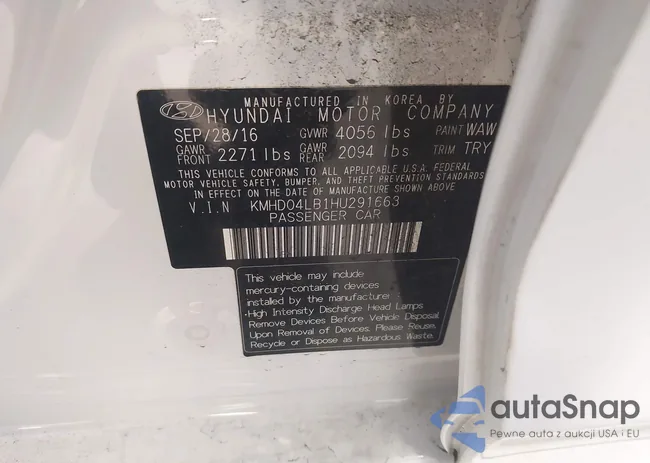 MANUFACTURED IN KOREA BY
HYUNDAI MOTOR COMPANY
SEP/28/16 GVWR 4056 lbs PAINT WAW
GAWR FRONT 2271 lbs GAWR REAR 2094 lbs TRIM TRY
THIS VEHICLE CONFORMS TO ALL APPLICABLE U.S.A. FEDERAL
MOTOR VEHICLE SAFETY, BUMPER, AND THEFT PREVENTION STANDARDS
IN EFFECT ON THE DATE OF MANUFACTURE SHOWN ABOVE
V.I.N KMHD04LB1HU291663
PASSENGER CAR
This vehicle may include
mercury-containing devices
installed by the manufacturer:
·High Intensity Discharge Head Lamps
Remove Devices Before Vehicle Disposal.
Upon Removal of Devices. Please Reuse,
Recycle or Dispose as Hazardous Waste.
autoSnap
Pewne auta z aukcji USA i EU